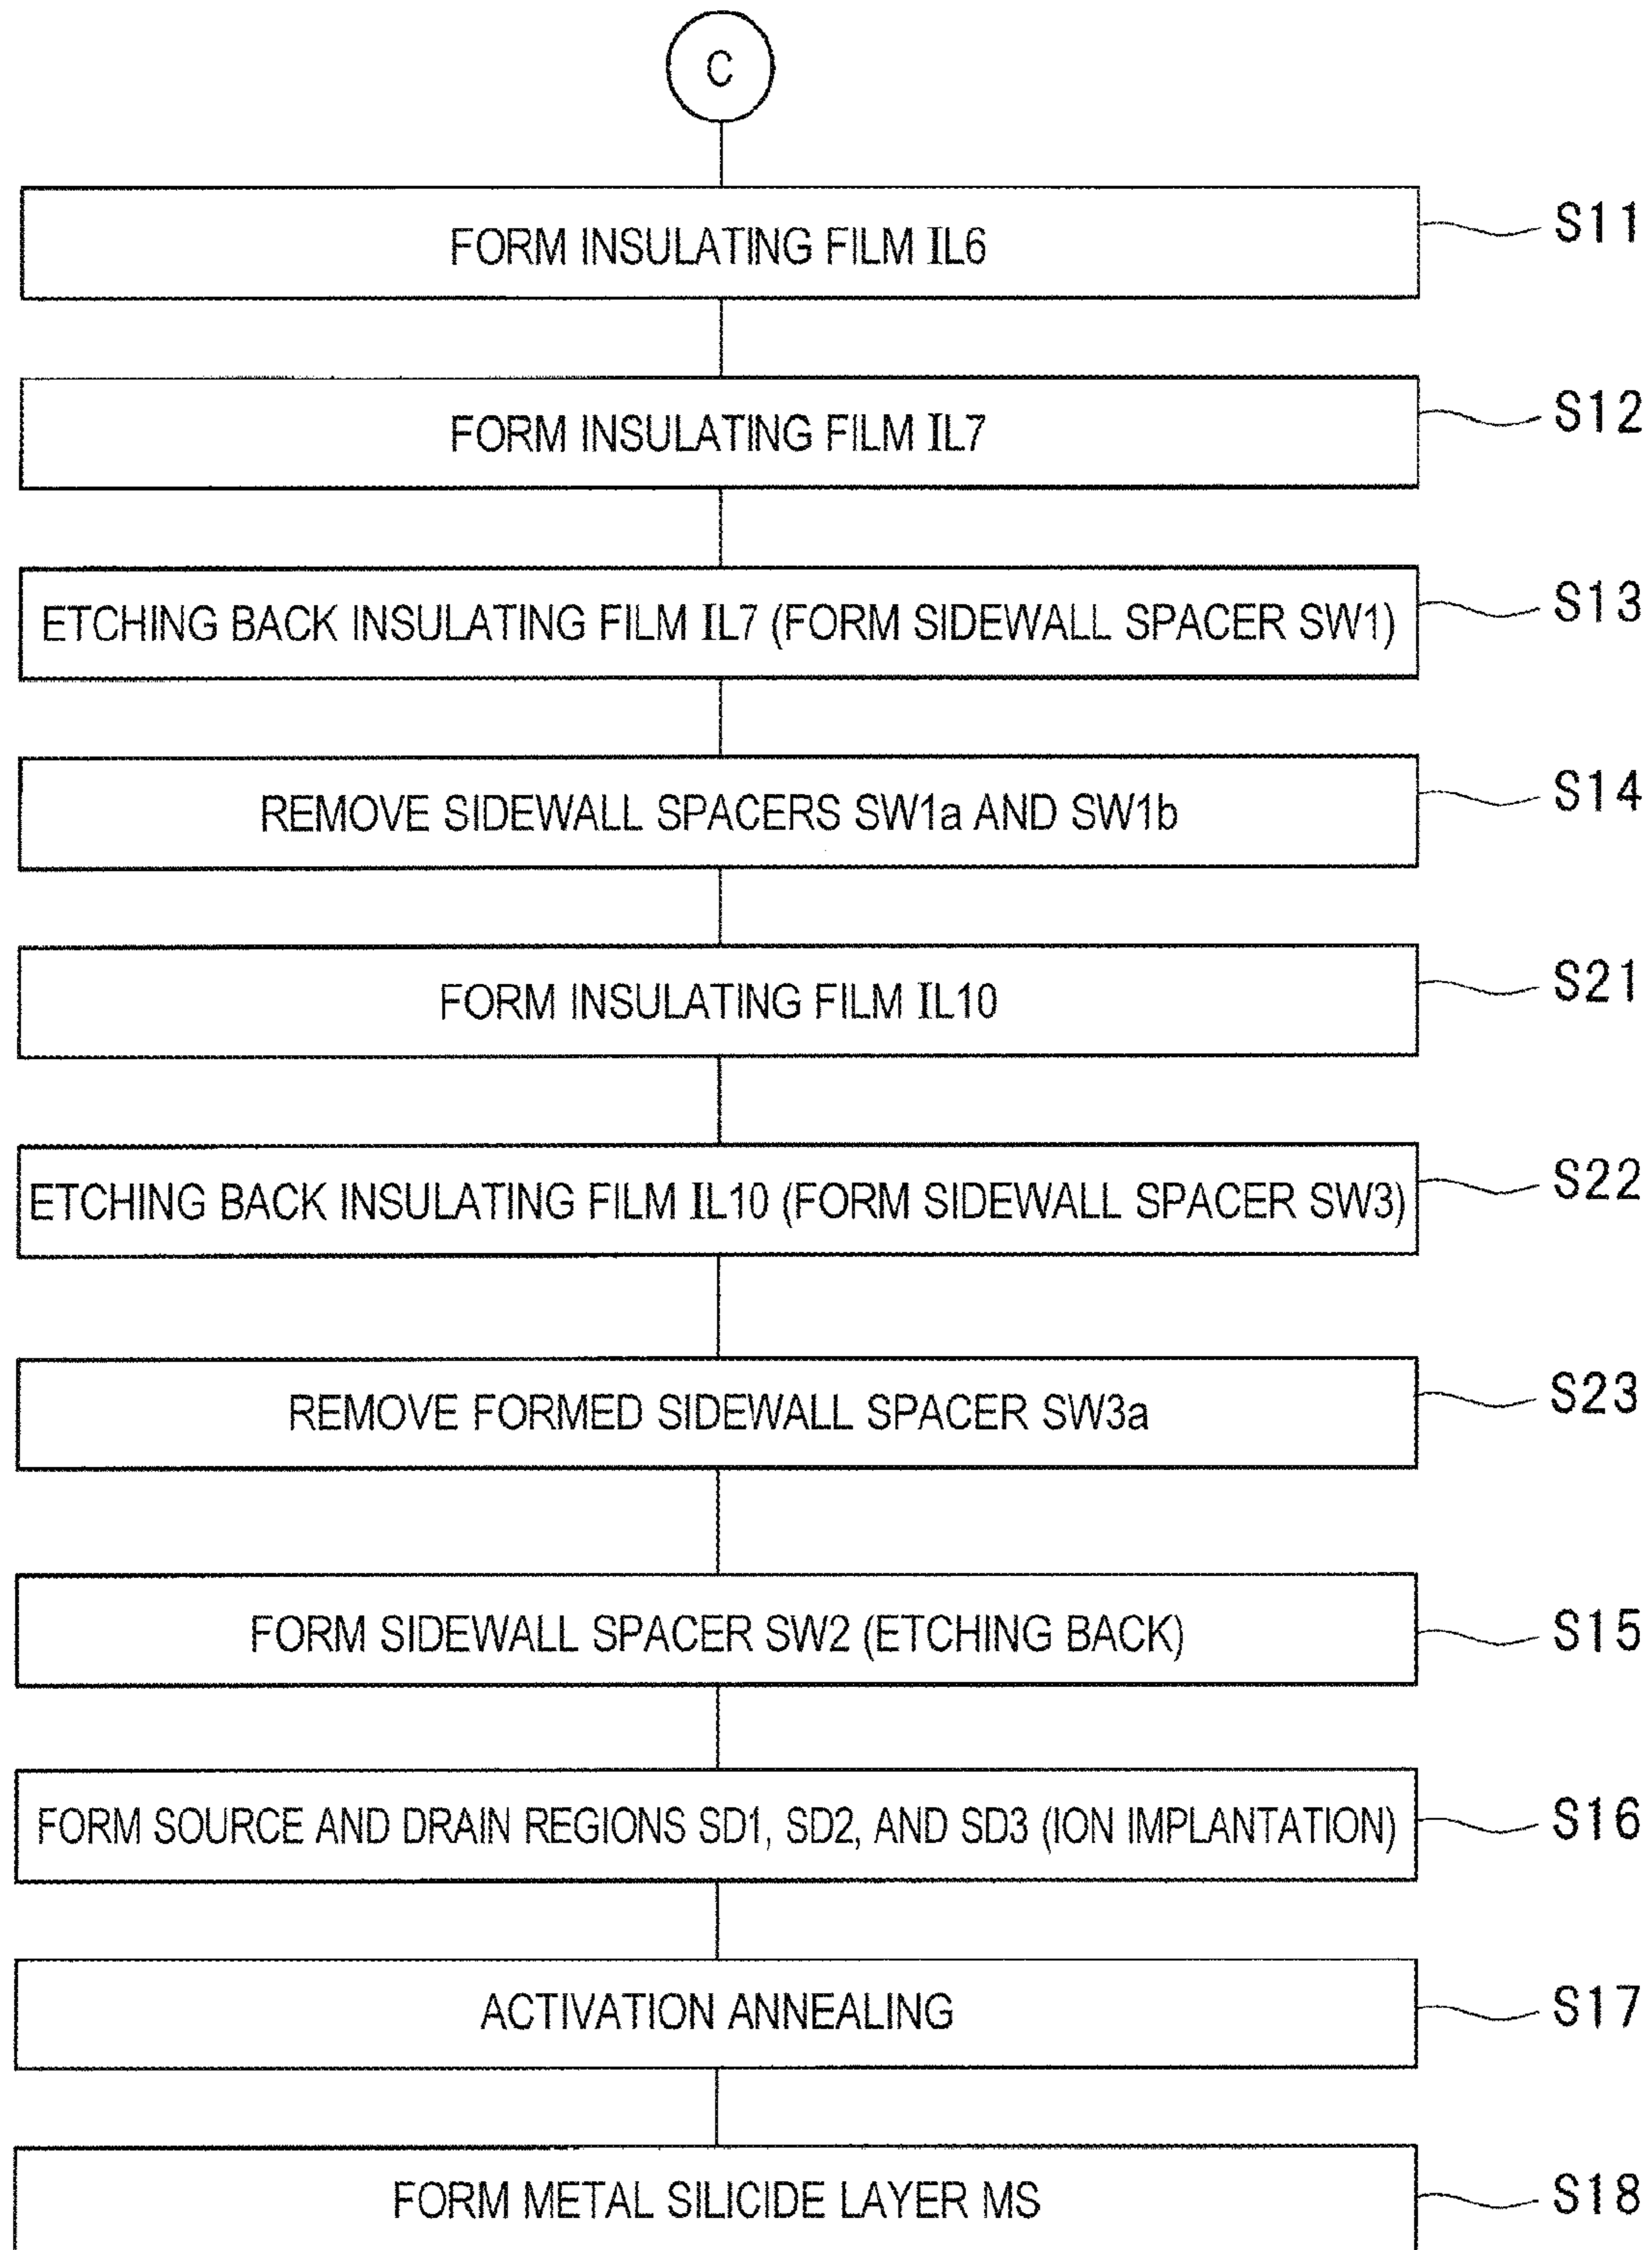 C
FORM INSULATING FILM IL6
S11
FORM INSULATING FILM IL7
S12
ETCHING BACK INSULATING FILM IL7 (FORM SIDEWALL SPACER SW1)
S13
REMOVE SIDEWALL SPACERS SW1a AND SW1b
S14
FORM INSULATING FILM IL10
S21
ETCHING BACK INSULATING FILM IL10 (FORM SIDEWALL SPACER SW3)
S22
REMOVE FORMED SIDEWALL SPACER SW3a
S23
FORM SIDEWALL SPACER SW2 (ETCHING BACK)
S15
FORM SOURCE AND DRAIN REGIONS SD1, SD2, AND SD3 (ION IMPLANTATION)
S16
ACTIVATION ANNEALING
S17
FORM METAL SILICIDE LAYER MS
S18